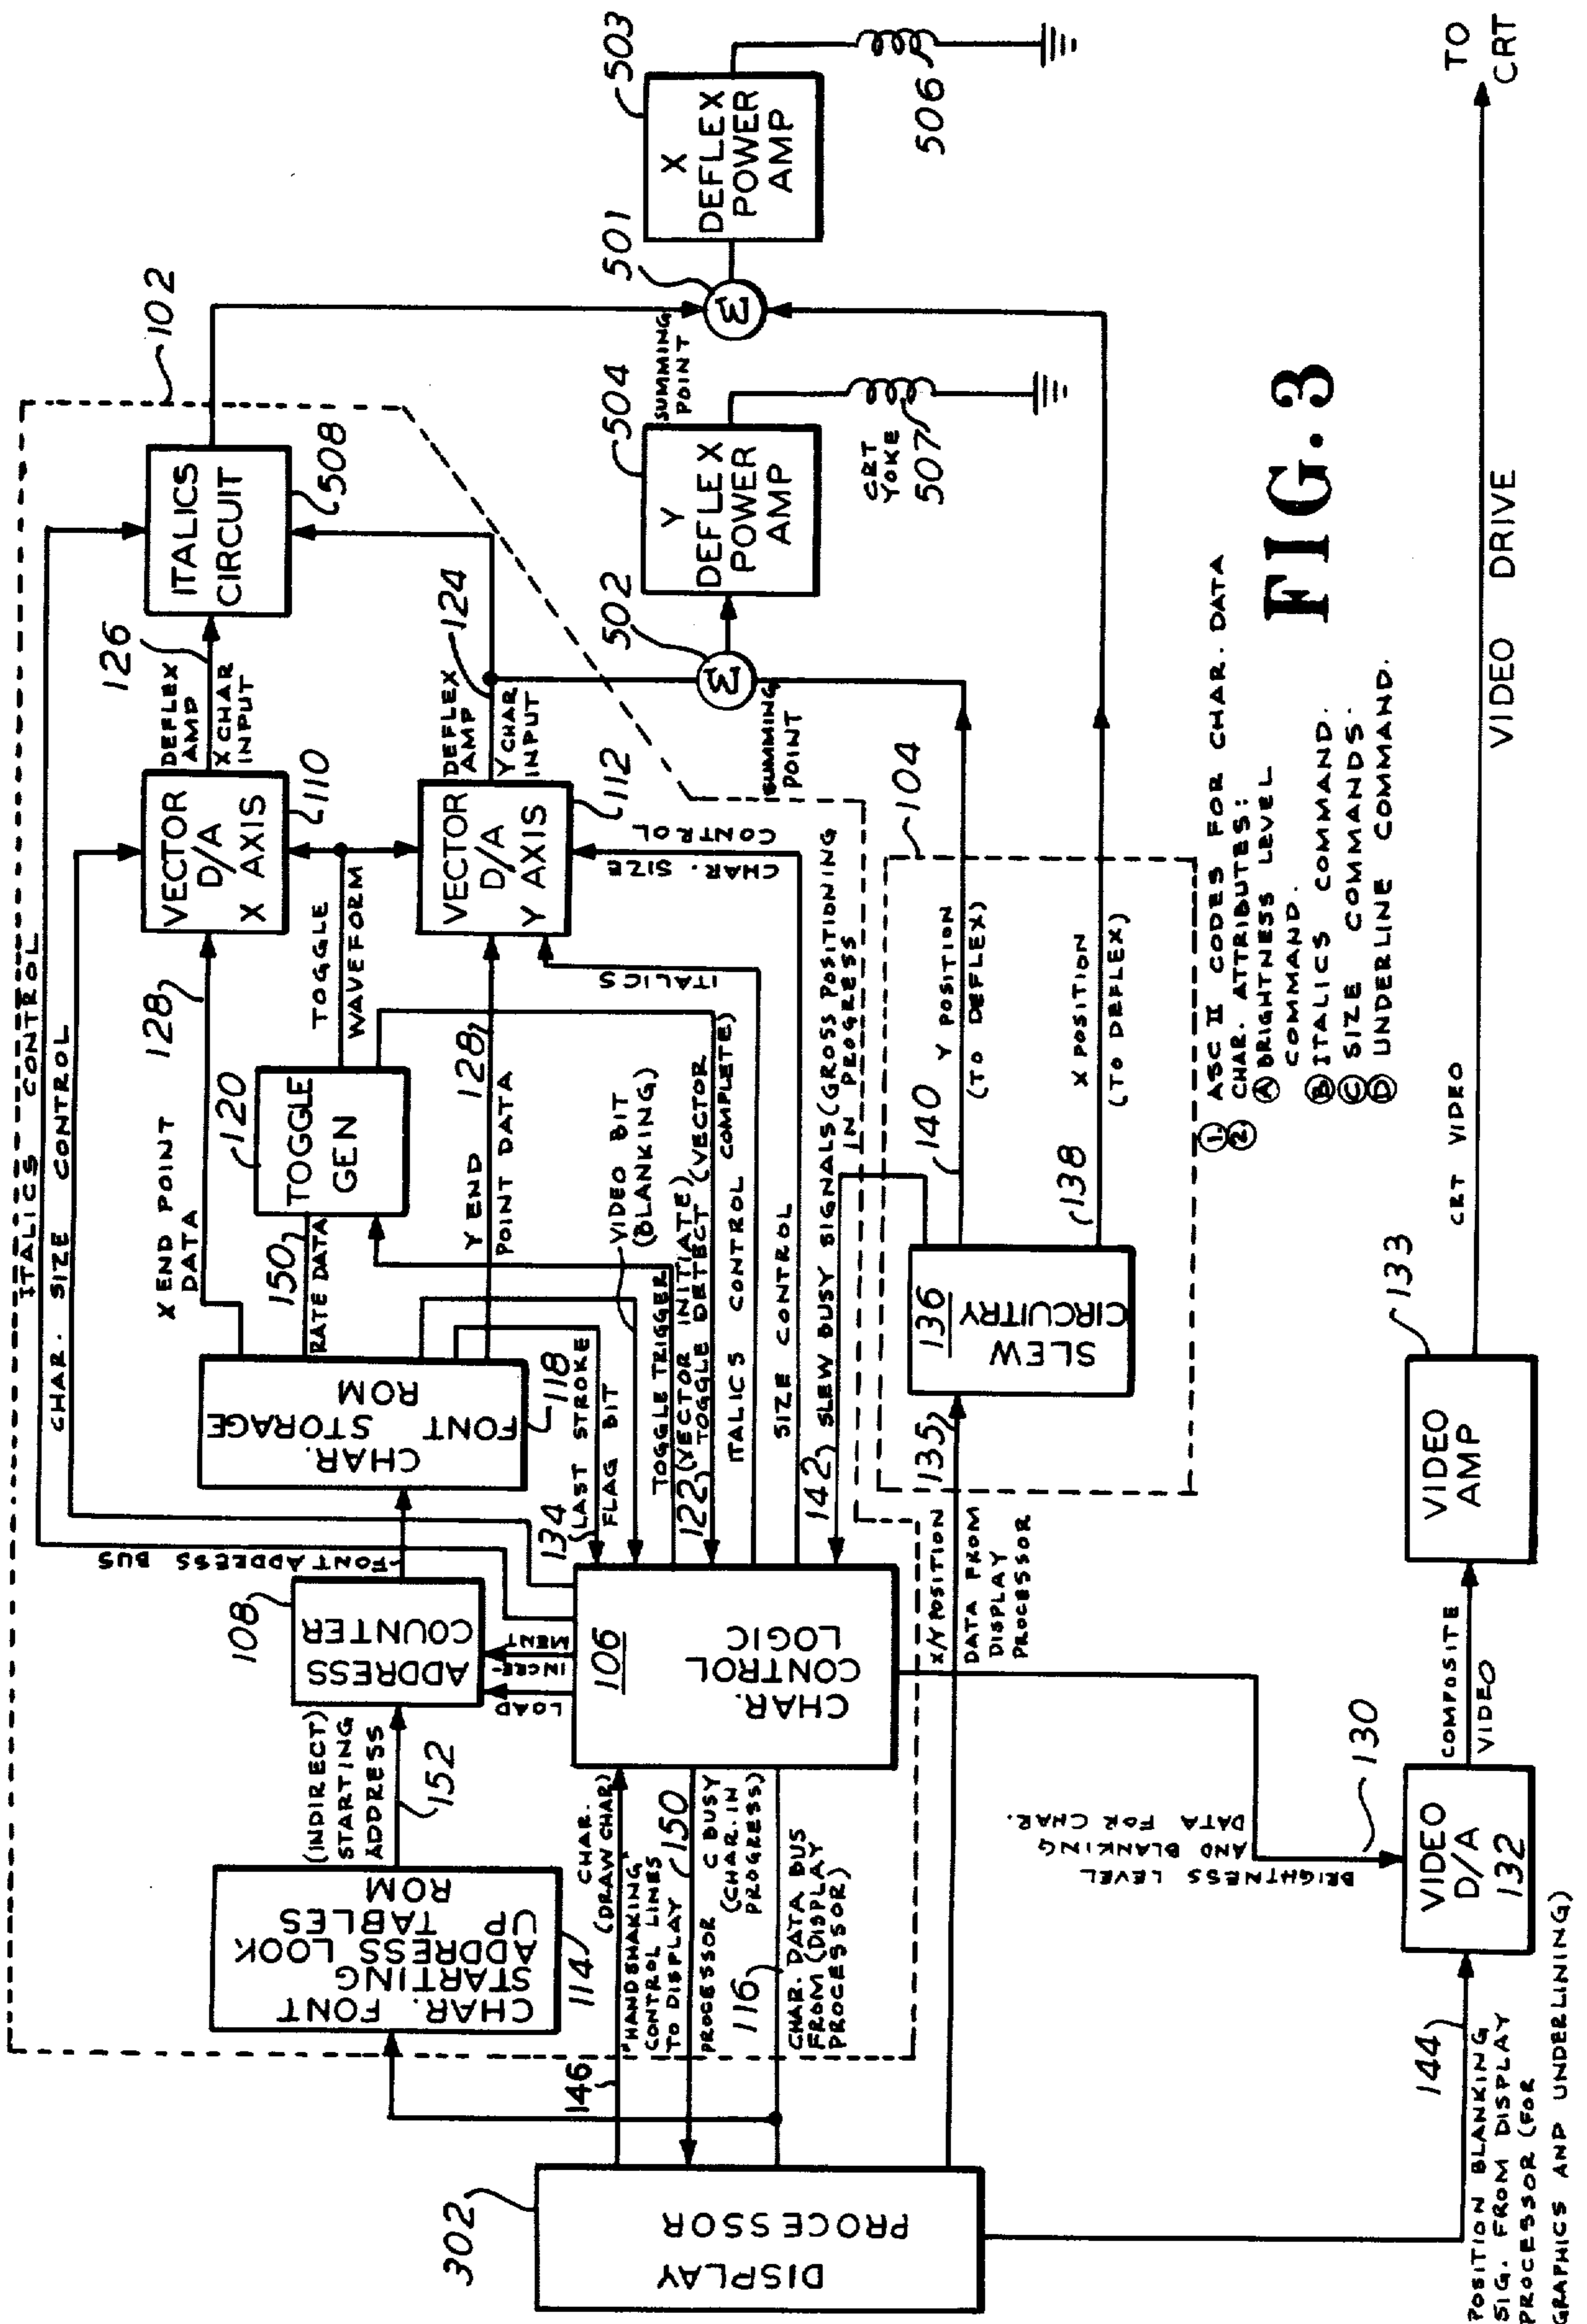 102
ITALICS CONTROL
CHAR. SIZE CONTROL
X END POINT
DATA
128
VECTOR
D/A
X AXIS
110
126
DEFLEX
AMP
X CHAR
INPUT
ITALICS
CIRCUIT
508
TOGGLE
WAVEFORM
120
TOGGLE
GEN
150
RATE DATA
CHAR.
FONT STORAGE
ROM
118
FONT ADDRESS BUS
108
ADDRESS
COUNTER
LOAD
INCRE-
MENT
(INDIRECT)
STARTING
ADDRESS
152
CHAR. FONT
STARTING
ADDRESS LOOK
UP TABLES
ROM
114
Y END
POINT DATA
128
VECTOR
D/A
Y AXIS
112
DEFLEX
AMP
Y CHAR
INPUT
124
ITALICS
CHAR. SIZE
CONTROL
VIDEO BIT
(BLANKING)
134
(LAST STROKE
FLAG BIT
TOGGLE TRIGGER
(VECTOR INITIATE)
122
TOGGLE DETECT (VECTOR
COMPLETE)
ITALICS CONTROL
SIZE CONTROL
142
SLEW BUSY SIGNALS (GROSS POSITIONING
IN PROGRESS
106
CHAR.
CONTROL
LOGIC
CHAR.
(DRAW CHAR)
"HANDSHAKING"
CONTROL LINES
TO DISPLAY
PROCESSOR
150
C BUSY
(CHAR. IN
PROGRESS)
116
CHAR. DATA BUS
FROM (DISPLAY
PROCESSOR)
146
302
DISPLAY
PROCESSOR
X/Y POSITION
DATA FROM
DISPLAY
PROCESSOR
135
136
SLEW
CIRCUITRY
104
140
Y POSITION
(TO DEFLEX)
138
X POSITION
(TO DEFLEX)
502
Σ
SUMMING
POINT
Y
DEFLEX
POWER
AMP
504
CRT
YOKE
507
501
Σ
SUMMING
POINT
X
DEFLEX
POWER
AMP
503
506
① ASC II CODES FOR CHAR. DATA
② CHAR. ATTRIBUTES:
Ⓐ BRIGHTNESS LEVEL
COMMAND.
Ⓑ ITALICS COMMAND.
Ⓒ SIZE COMMANDS.
Ⓓ UNDERLINE COMMAND.
FIG.3
BRIGHTNESS LEVEL
AND BLANKING
DATA FOR CHAR.
130
VIDEO
D/A
132
144
POSITION BLANKING
SIG. FROM DISPLAY
PROCESSOR (FOR
GRAPHICS AND UNDERLINING)
COMPOSITE
VIDEO
VIDEO
AMP
133
CRT VIDEO
VIDEO DRIVE
TO
CRT